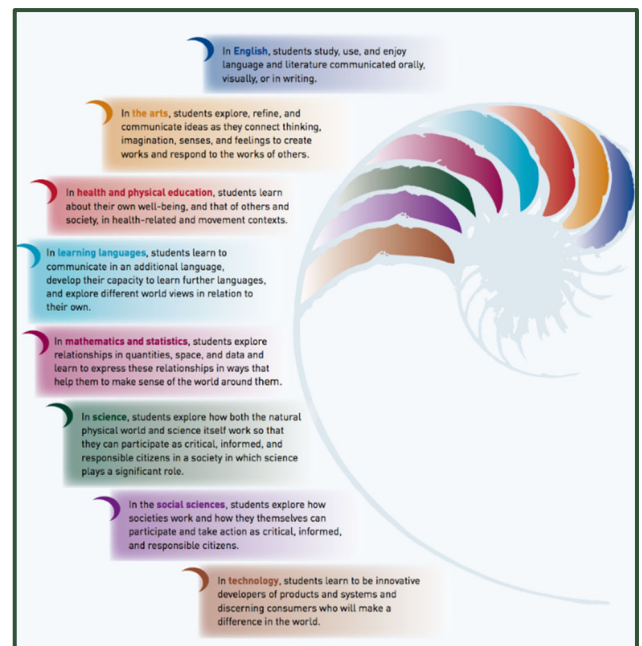 In English, students study, use, and enjoy
language and literature communicated orally,
visually, or in writing.
In the arts, students explore, refine, and
communicate ideas as they connect thinking,
imagination, senses, and feelings to create
works and respond to the works of others.
In health and physical education, students learn
about their own well-being, and that of others and
society, in health-related and movement contexts.
In learning languages, students learn to
communicate in an additional language,
develop their capacity to learn further languages,
and explore different world views in relation to
their own.
In mathematics and statistics, students explore
relationships in quantities, space, and data and
learn to express these relationships in ways that
help them to make sense of the world around them.
In science, students explore how both the natural
physical world and science itself work so that
they can participate as critical, informed, and
responsible citizens in a society in which science
plays a significant role.
In the social sciences, students explore how
societies work and how they themselves can
participate and take action as critical, informed,
and responsible citizens.
In technology, students learn to be innovative
developers of products and systems and
discerning consumers who will make a
difference in the world.